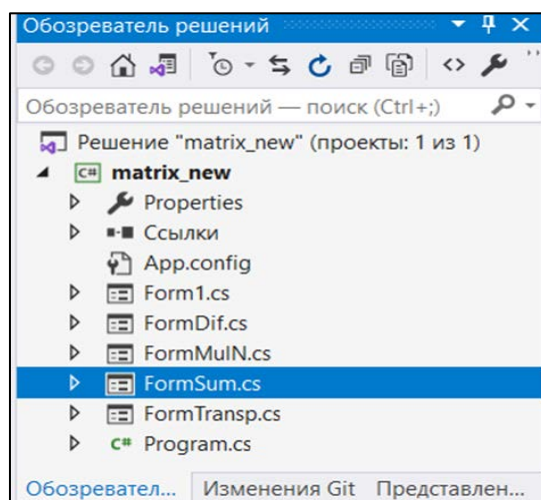 Обозреватель решений
Обозреватель решений — поиск (Ctrl+;)
Решение "matrix_new" (проекты: 1 из 1)
C# matrix_new
Properties
Ссылки
App.config
Form1.cs
FormDif.cs
FormMulN.cs
FormSum.cs
FormTransp.cs
C# Program.cs
Обозревател... Изменения Git Представлен...